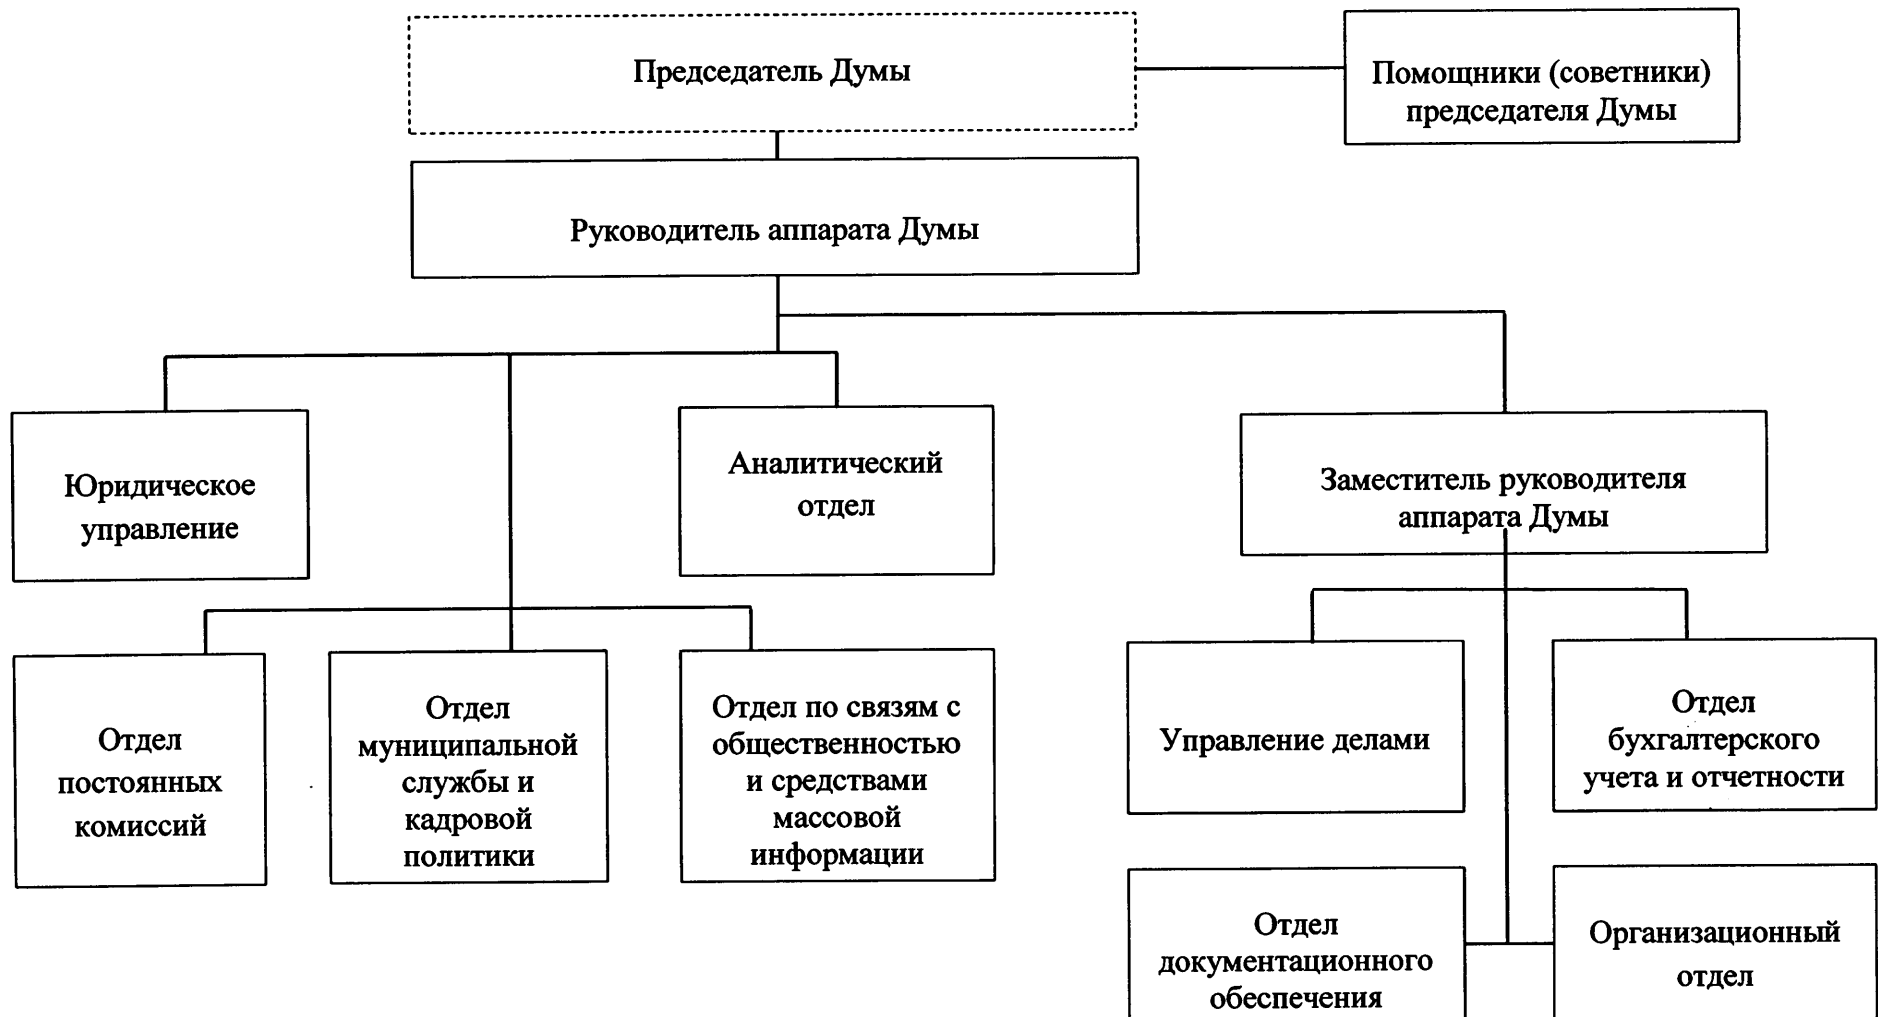 Председатель Думы
Помощники (советники)
председателя Думы
Руководитель аппарата Думы
Юридическое
управление
Аналитический
отдел
Заместитель руководителя
аппарата Думы
Отдел
постоянных
комиссий
Отдел
муниципальной
службы и
кадровой
политики
Отдел по связям с
общественностью
и средствами
массовой
информации
Управление делами
Отдел
бухгалтерского
учета и отчетности
Отдел
документационного
обеспечения
Организационный
отдел